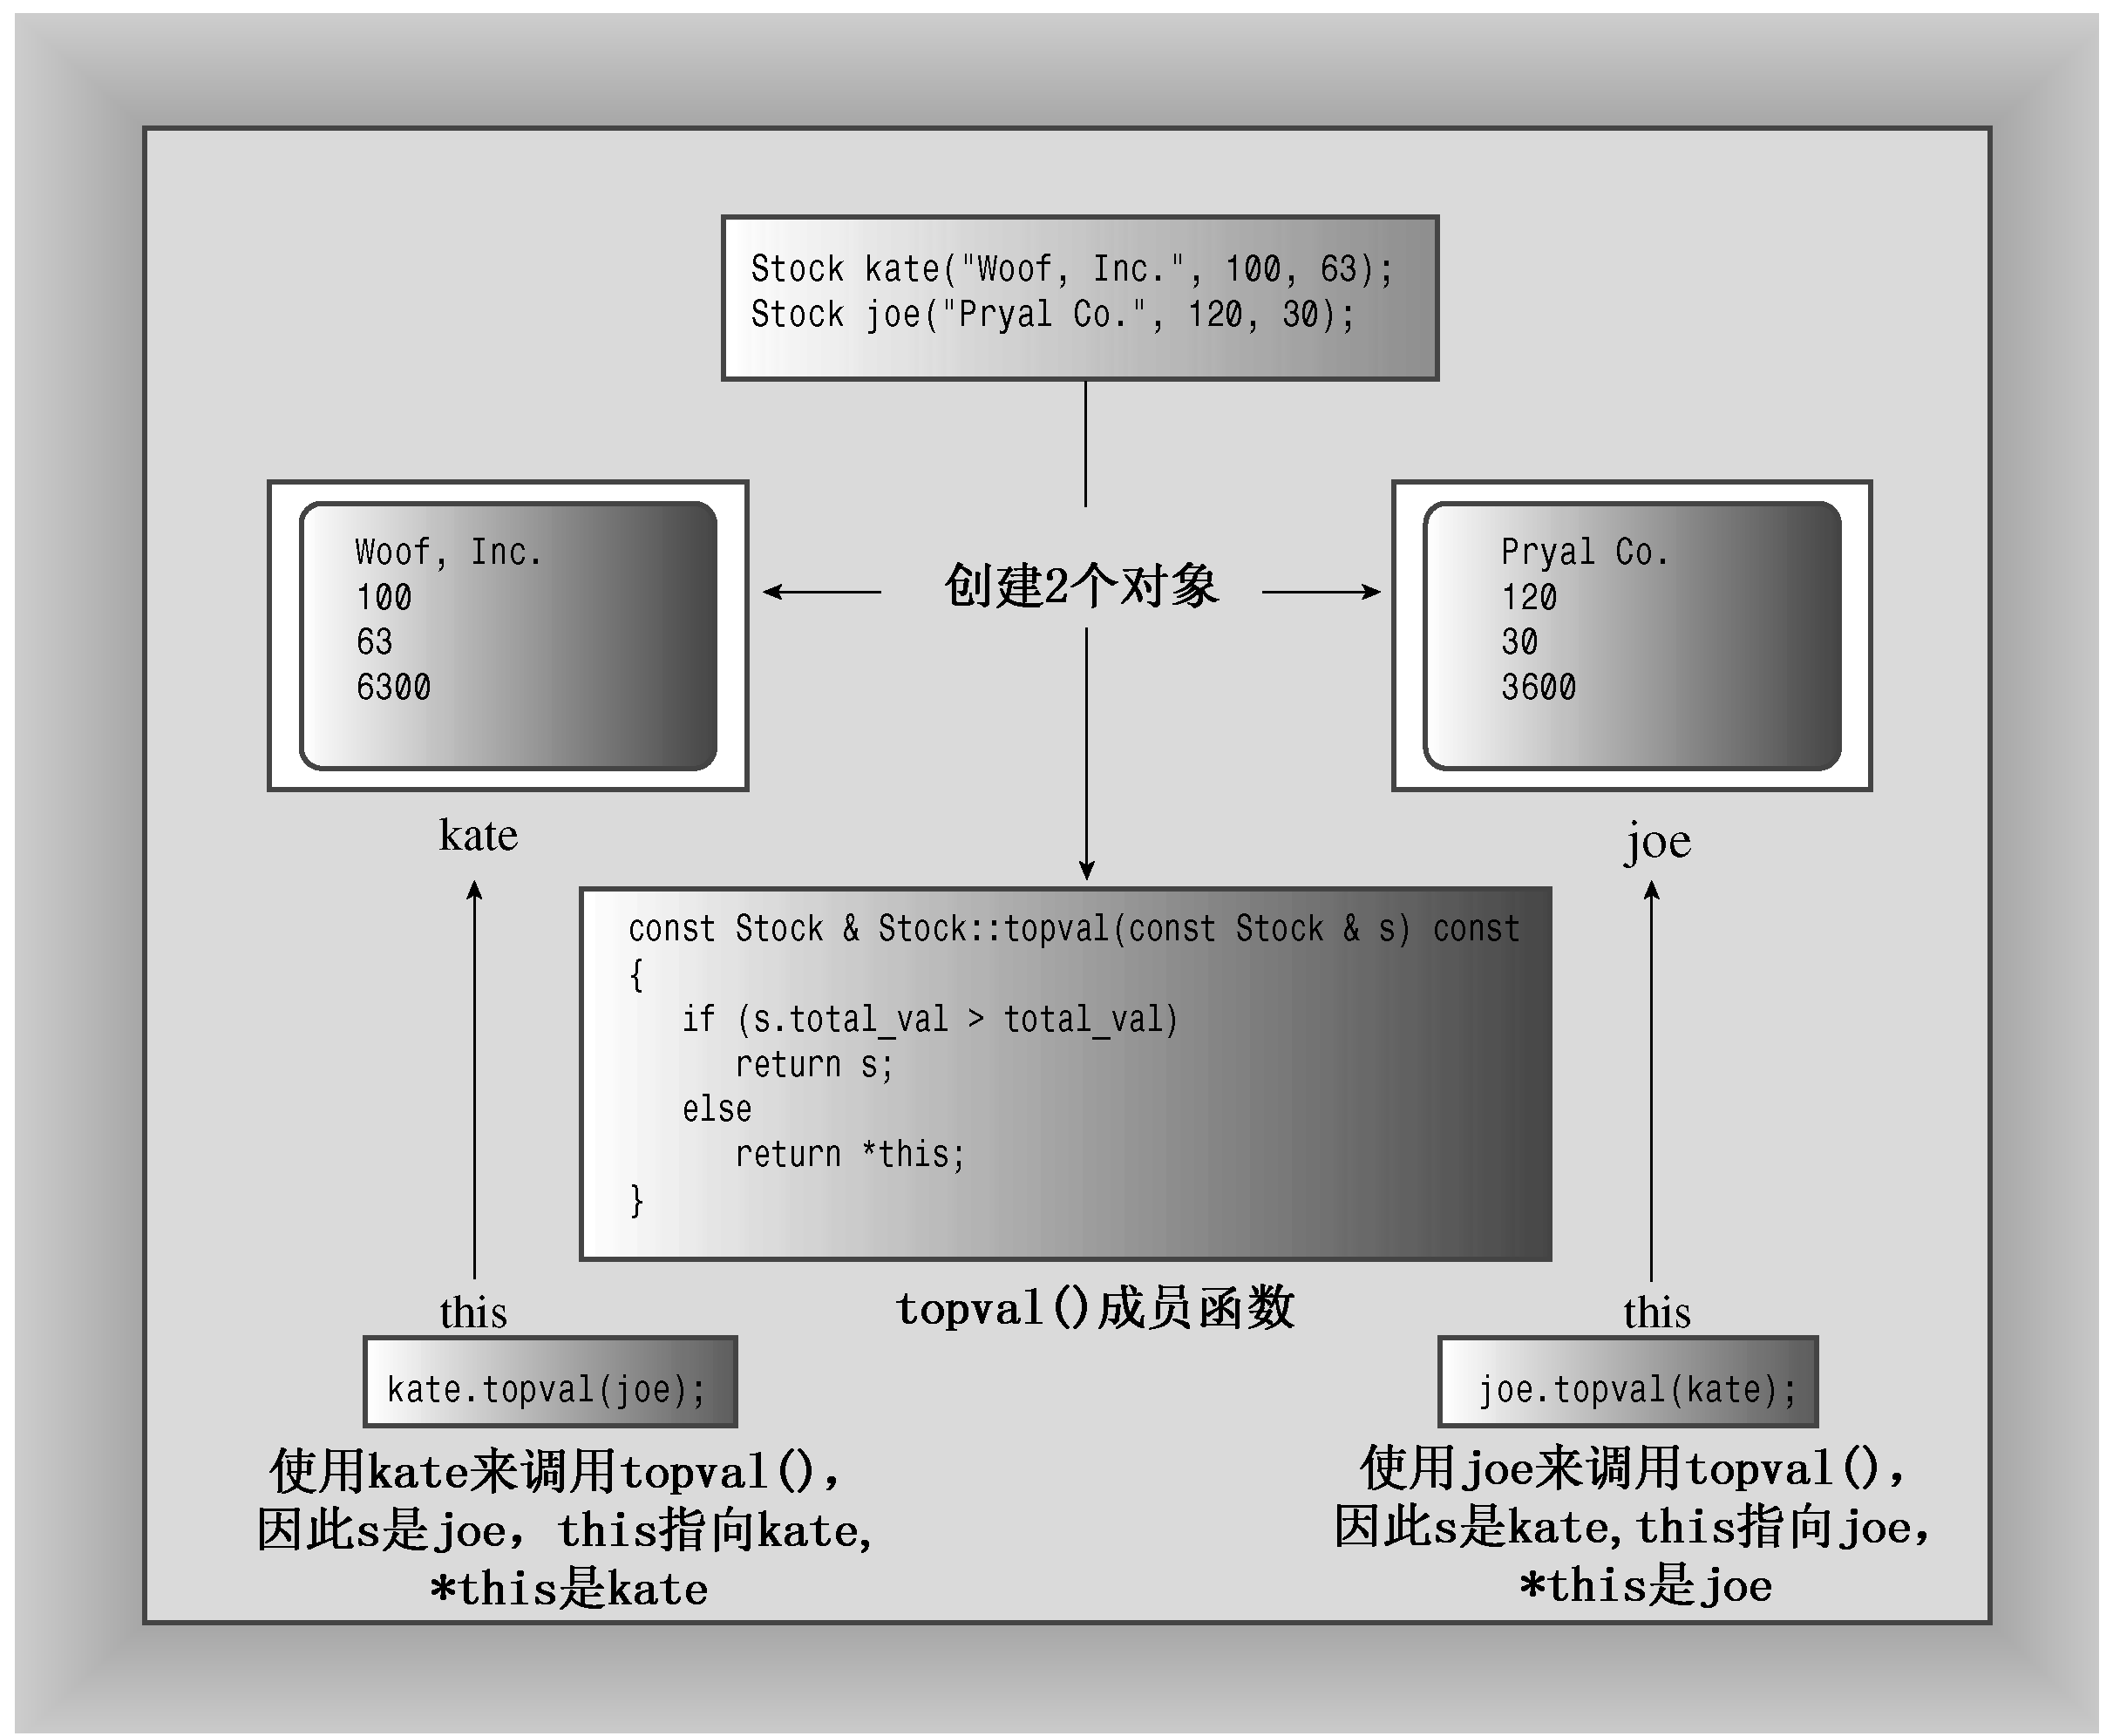 Stock kate("Woof, Inc.", 100, 63);
Stock joe("Pryal Co.", 120, 30);
Woof, Inc.
100
63
6300
kate
创建2个对象
Pryal Co.
120
30
3600
joe
const Stock & Stock::topval(const Stock & s) const
{
if (s.total_val > total_val)
return s;
else
return *this;
}
topval()成员函数
this
kate.topval(joe);
使用kate来调用topval(),
因此s是joe，this指向kate,
*this是kate
this
joe.topval(kate);
使用joe来调用topval(),
因此s是kate,this指向joe,
*this是joe